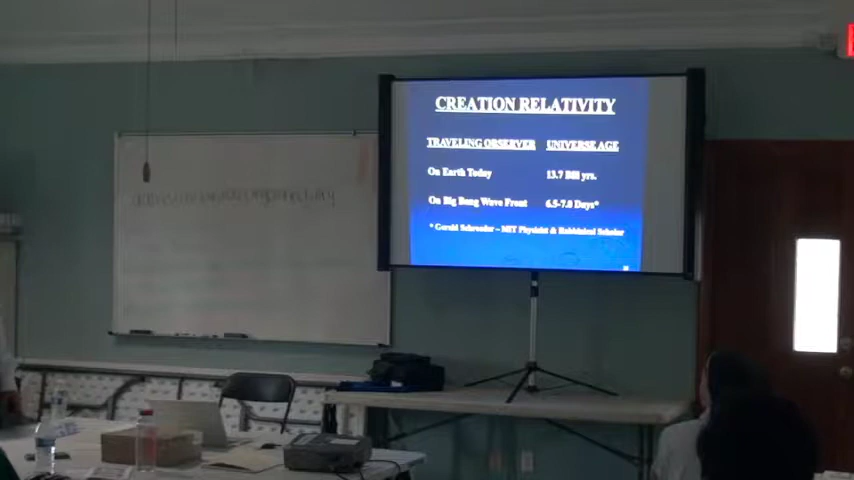 CREATION RELATIVITY
TRAVELING OBSERVER UNIVERSE AGE
On Earth Today 13.7 Bill yrs.
On Big Bang Wave Front 6.5-7.0 Days*
* Gerald Schroeder – MIT Physicist & Rabbinical Scholar